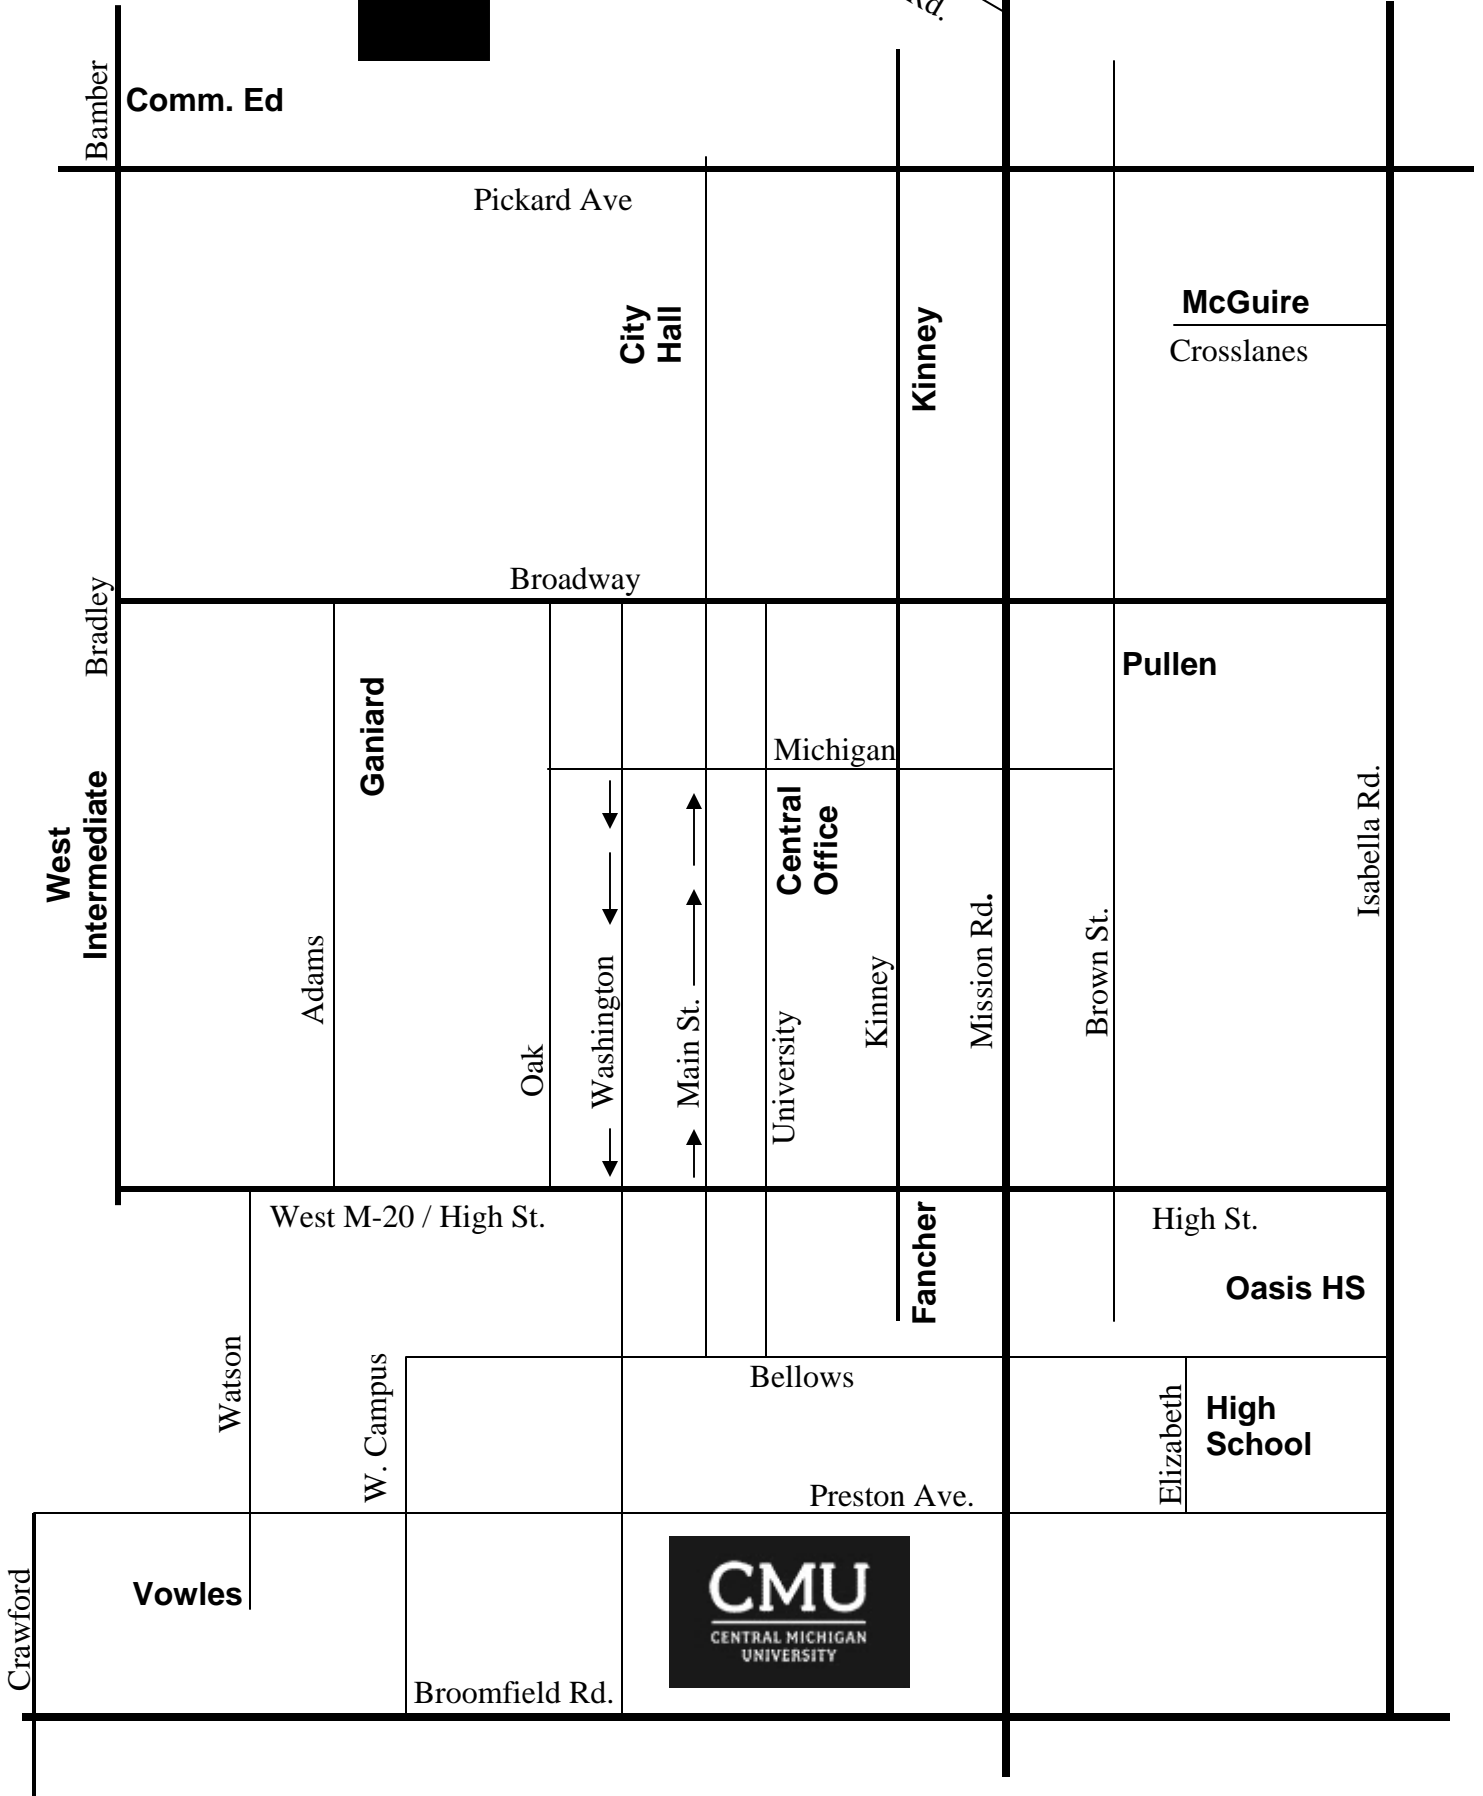 Rd.
Bamber
Comm. Ed
Pickard Ave
City
Hall
Kinney
McGuire
Crosslanes
Broadway
Bradley
Ganiard
Pullen
Michigan
West
Intermediate
Central
Office
Isabella Rd.
Adams
Oak
Washington
Main St.
University
Kinney
Mission Rd.
Brown St.
West M-20 / High St.
High St.
Fancher
Oasis HS
Watson
W. Campus
Bellows
Elizabeth
High
School
Preston Ave.
Crawford
Vowles
CMU
CENTRAL MICHIGAN
UNIVERSITY
Broomfield Rd.